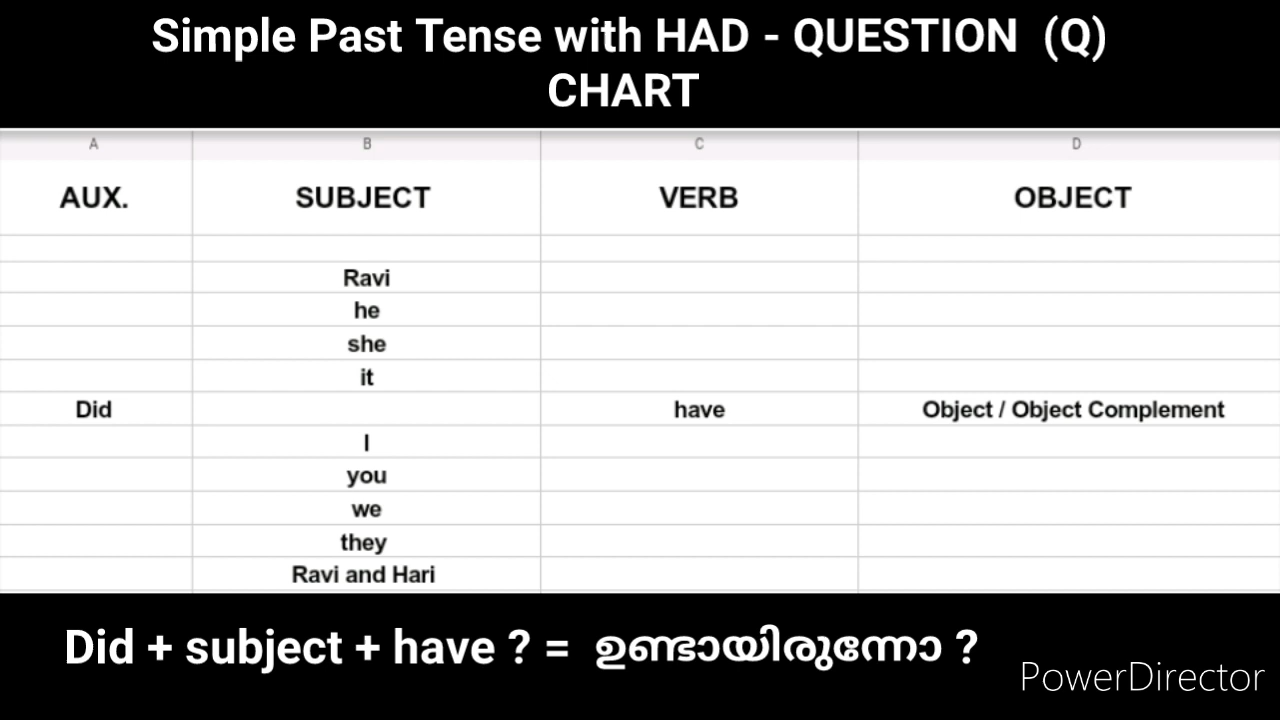 Simple Past Tense with HAD - QUESTION (Q)
CHART
A B C D
AUX. SUBJECT VERB OBJECT
Ravi
he
she
it
Did have Object / Object Complement
I
you
we
they
Ravi and Hari
Did + subject + have ? = ഉണ്ടായിരുന്നോ ?
PowerDirector